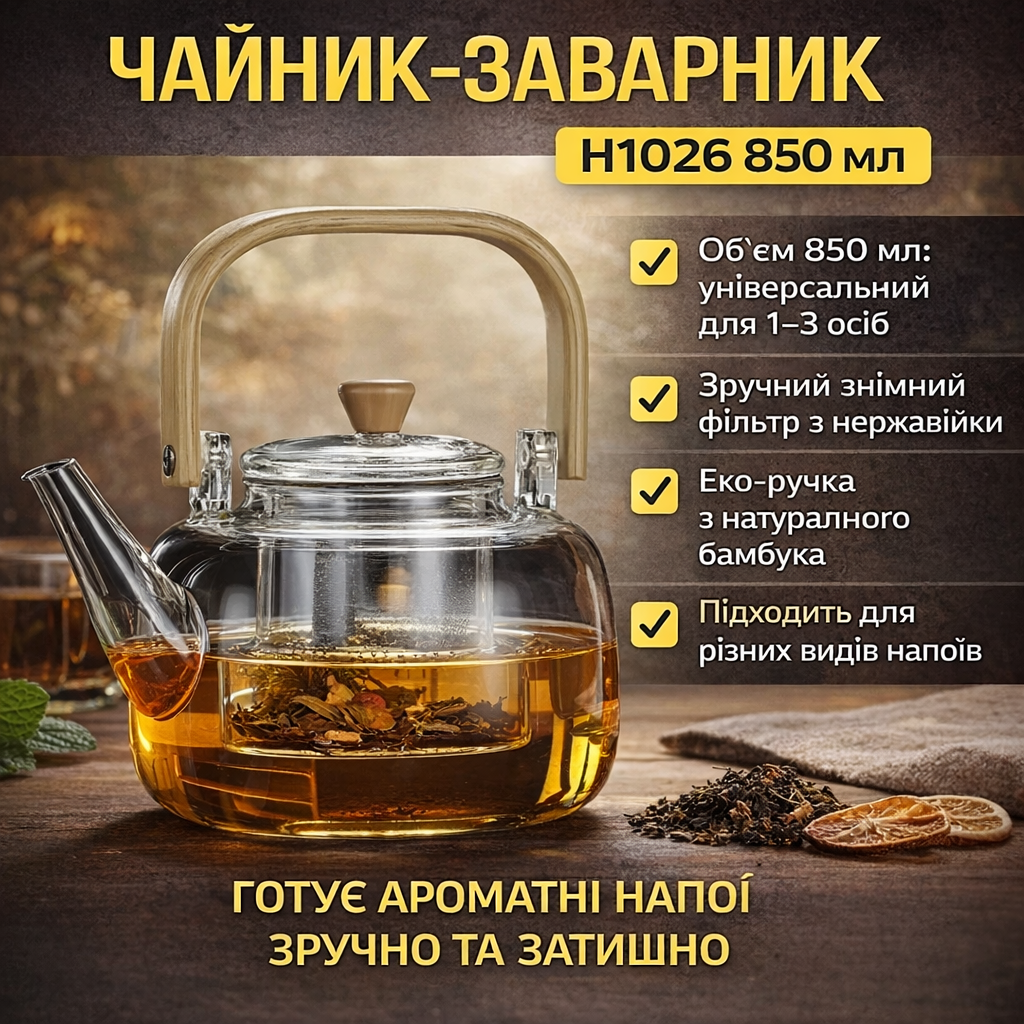 ЧАЙНИК-ЗАВАРНИК
H1026 850 мл
Об`єм 850 мл:
універсальний
для 1–3 осіб
Зручний знімний
фільтр з нержавійки
Еко-ручка
з натуралного
бамбука
Підходить для
різних видів напоїв
ГОТУЄ АРОМАТНІ НАПОЇ
ЗРУЧНО ТА ЗАТИШНО